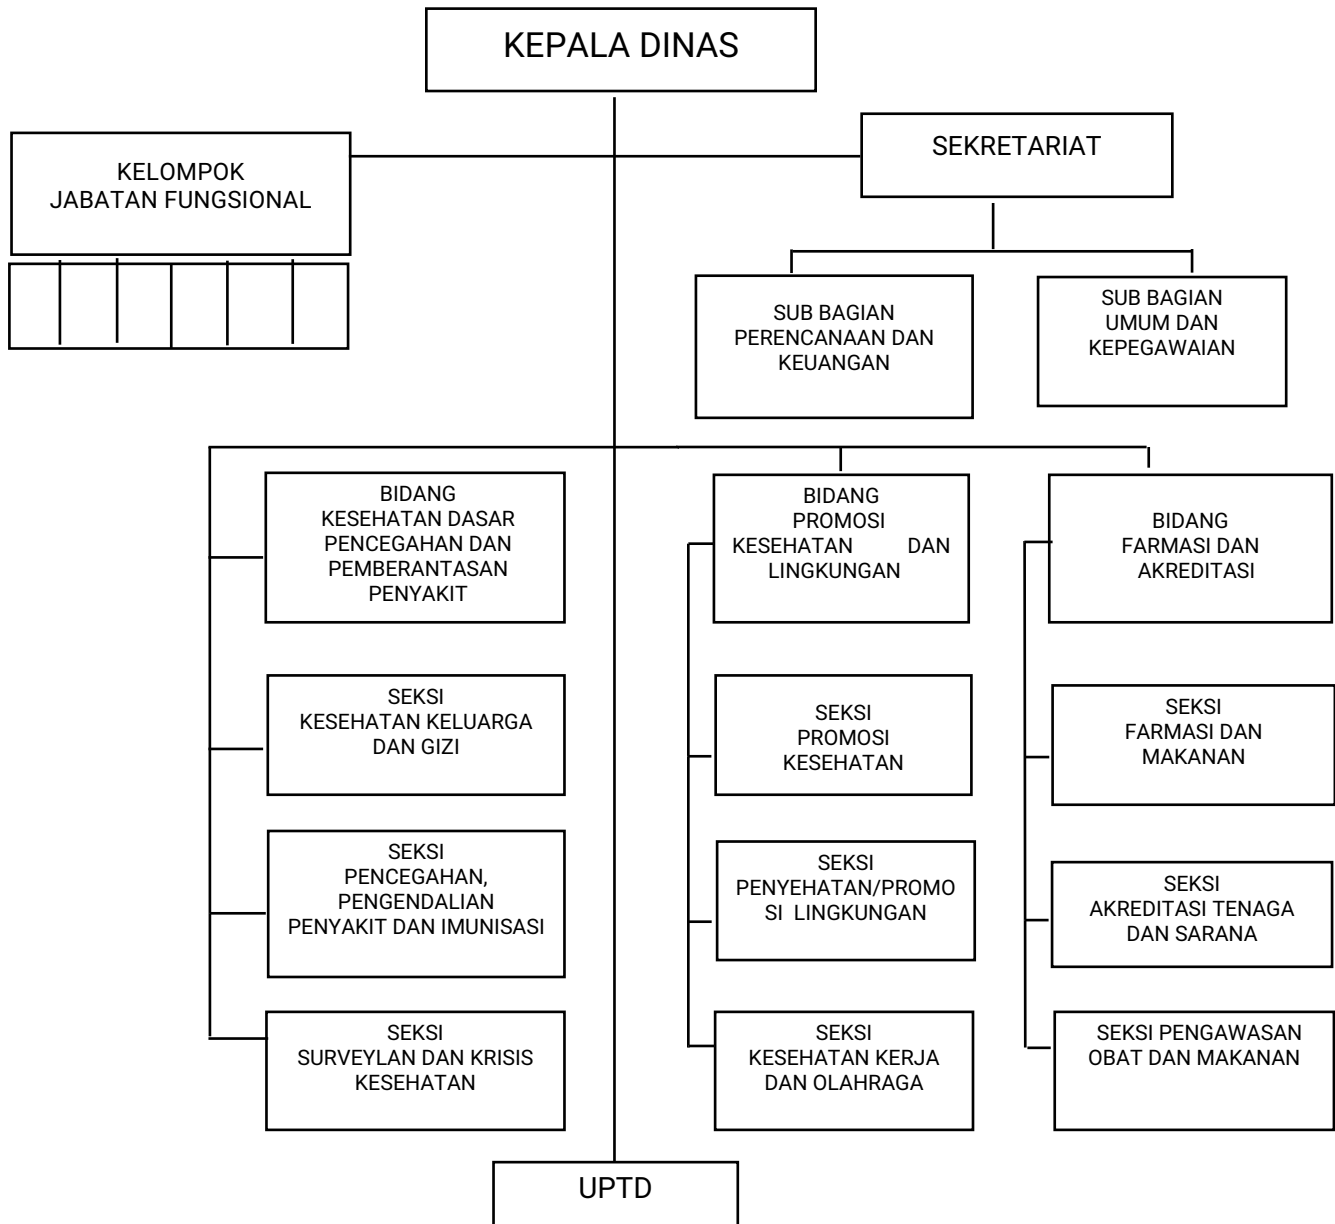 KEPALA DINAS
KELOMPOK
JABATAN FUNGSIONAL
SEKRETARIAT
SUB BAGIAN
PERENCANAAN DAN
KEUANGAN
SUB BAGIAN
UMUM DAN
KEPEGAWAIAN
BIDANG
KESEHATAN DASAR
PENCEGAHAN DAN
PEMBERANTASAN
PENYAKIT
SEKSI
KESEHATAN KELUARGA
DAN GIZI
SEKSI
PENCEGAHAN,
PENGENDALIAN
PENYAKIT DAN IMUNISASI
SEKSI
SURVEYLAN DAN KRISIS
KESEHATAN
BIDANG
PROMOSI
KESEHATAN DAN
LINGKUNGAN
SEKSI
PROMOSI
KESEHATAN
SEKSI
PENYEHATAN/PROMO
SI LINGKUNGAN
SEKSI
KESEHATAN KERJA
DAN OLAHRAGA
BIDANG
FARMASI DAN
AKREDITASI
SEKSI
FARMASI DAN
MAKANAN
SEKSI
AKREDITASI TENAGA
DAN SARANA
SEKSI PENGAWASAN
OBAT DAN MAKANAN
UPTD